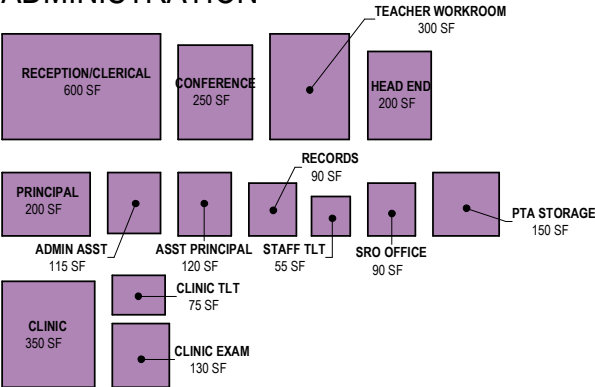 ADMINISTRATION
TEACHER WORKROOM
300 SF
RECEPTION/CLERICAL
600 SF
CONFERENCE
250 SF
HEAD END
200 SF
RECORDS
90 SF
PRINCIPAL
200 SF
PTA STORAGE
150 SF
ADMIN ASST
115 SF
ASST PRINCIPAL
120 SF
STAFF TLT
55 SF
SRO OFFICE
90 SF
CLINIC TLT
75 SF
CLINIC
350 SF
CLINIC EXAM
130 SF